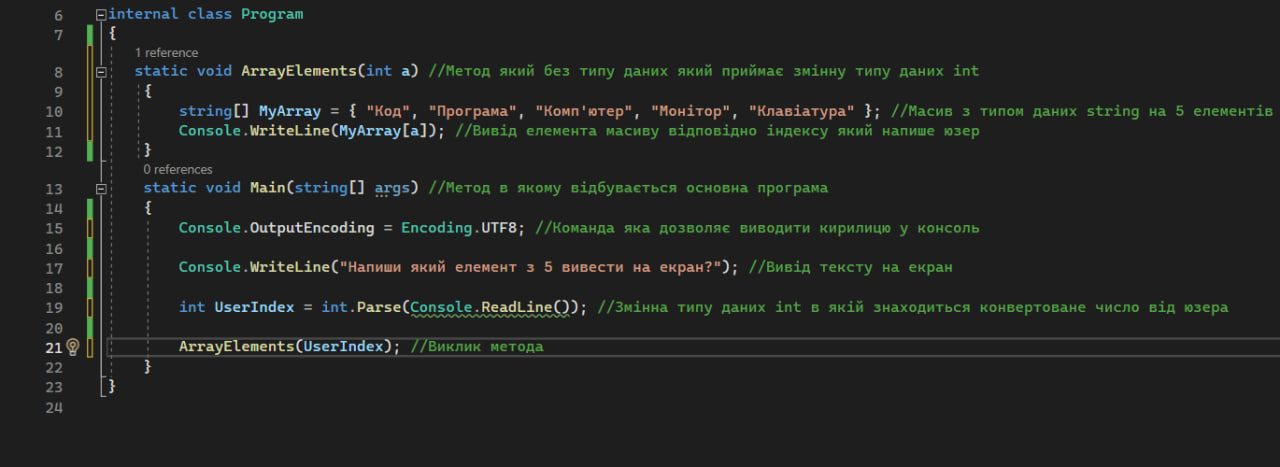 6 internal class Program
7 {
1 reference
8 static void ArrayElements(int a) //Метод який без типу даних який приймає змінну типу даних int
9 {
10 string[] MyArray = { "Код", "Програма", "Комп'ютер", "Монітор", "Клавіатура" }; //Масив з типом даних string на 5 елементів
11 Console.WriteLine(MyArray[a]); //Вивід елемента масиву відповідно індексу який напише юзер
12 }
0 references
13 static void Main(string[] args) //Метод в якому відбувається основна програма
14 {
15 Console.OutputEncoding = Encoding.UTF8; //Команда яка дозволяє виводити кирилицю у консоль
16
17 Console.WriteLine("Напиши який елемент з 5 вивести на екран?"); //Вивід тексту на екран
18
19 int UserIndex = int.Parse(Console.ReadLine()); //Змінна типу даних int в якій знаходиться конвертоване число від юзера
20
21 ArrayElements(UserIndex); //Виклик метода
22 }
23 }
24